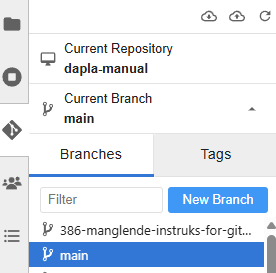 Current Repository
dapla-manual
Current Branch
main
Branches
Tags
Filter
New Branch
386-manglende-instruks-for-git...
main